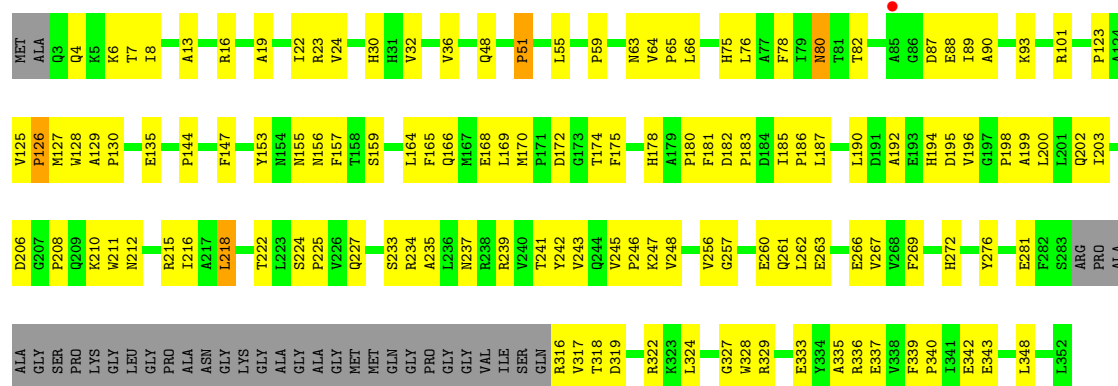 MET ALA Q3 Q4 K5 K6 T7 I8 A13 R16 A19 I22 R23 V24 H30 H31 V32 V36 Q48 P51 L55 P59 N63 V64 P65 L66 H75 L76 A77 F78 I79 N80 T81 T82 A85 G86 D87 E88 I89 A90 K93 R101 P123 A124
V125 P126 M127 W128 A129 P130 E135 P144 F147 Y153 N154 N155 N156 F157 T158 S159 L164 F165 Q166 M167 E168 L169 M170 P171 D172 G173 T174 F175 H178 A179 P180 F181 D182 P183 D184 I185 P186 L187 L190 D191 A192 E193 H194 D195 V196 G197 P198 A199 L200 L201 Q202 I203
D206 G207 P208 Q209 K210 W211 N212 R215 I216 A217 L218 T222 L223 S224 P225 V226 Q227 S233 R234 A235 L236 N237 R238 R239 V240 T241 Y242 V243 Q244 V245 P246 K247 V248 V256 G257 E260 Q261 L262 E263 E266 V267 V268 F269 H272 Y276 E281 F282 S283 ARG PRO ALA
ALA GLY SER PRO LYS GLY LEU GLY PRO ALA ASN GLY LYS GLY ALA GLY ALA GLY MET MET GLN GLY PRO GLY GLY VAL ILE SER GLN R316 V317 T318 D319 R322 K323 L324 G327 W328 R329 E333 Y334 A335 R336 E337 V338 F339 P340 I341 E342 E343 L348 L352